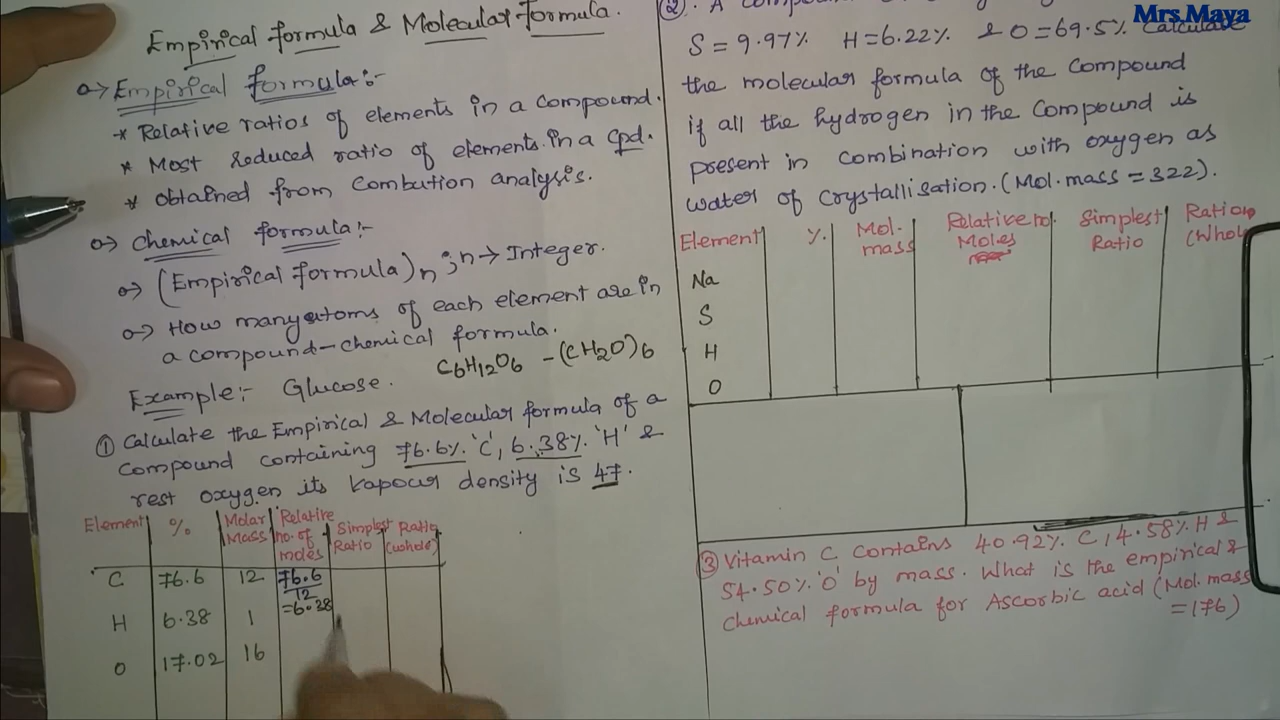 Empirical formula & Molecular formula.
Empirical formula:-
* Relative ratios of elements in a compound.
* Most reduced ratio of elements in a cpd.
* obtained from Combution analysis.
Chemical formula:-
(Empirical formula)n ; n → Integer.
How many atoms of each element are in
a compound - chemical formula.
Example:- Glucose. C6H12O6 - (CH2O)6
① Calculate the Empirical & Molecular formula of a
Compound containing 76.6% 'C', 6.38% 'H' &
rest oxygen its vapour density is 47.
Element % Molar Mass Relative no. of moles Simplest Ratio Ratio (whole)
C 76.6 12 76.6/12 = 6.38
H 6.38 1
O 17.02 16
Mrs.Maya
②. A compound
S = 9.97% H = 6.22% & O = 69.5% Calculate
the molecular formula of the Compound
if all the hydrogen in the Compound is
present in combination with oxygen as
water of Crystallisation. (Mol. mass = 322).
Element % Mol. mass Relative no. Moles Simplest Ratio Ratio (Whole
Na
S
H
O
③ Vitamin C Contains 40.92% C, 4.58% H &
54.50% 'O' by mass. What is the empirical &
chemical formula for Ascorbic acid (Mol. mass
= 176)